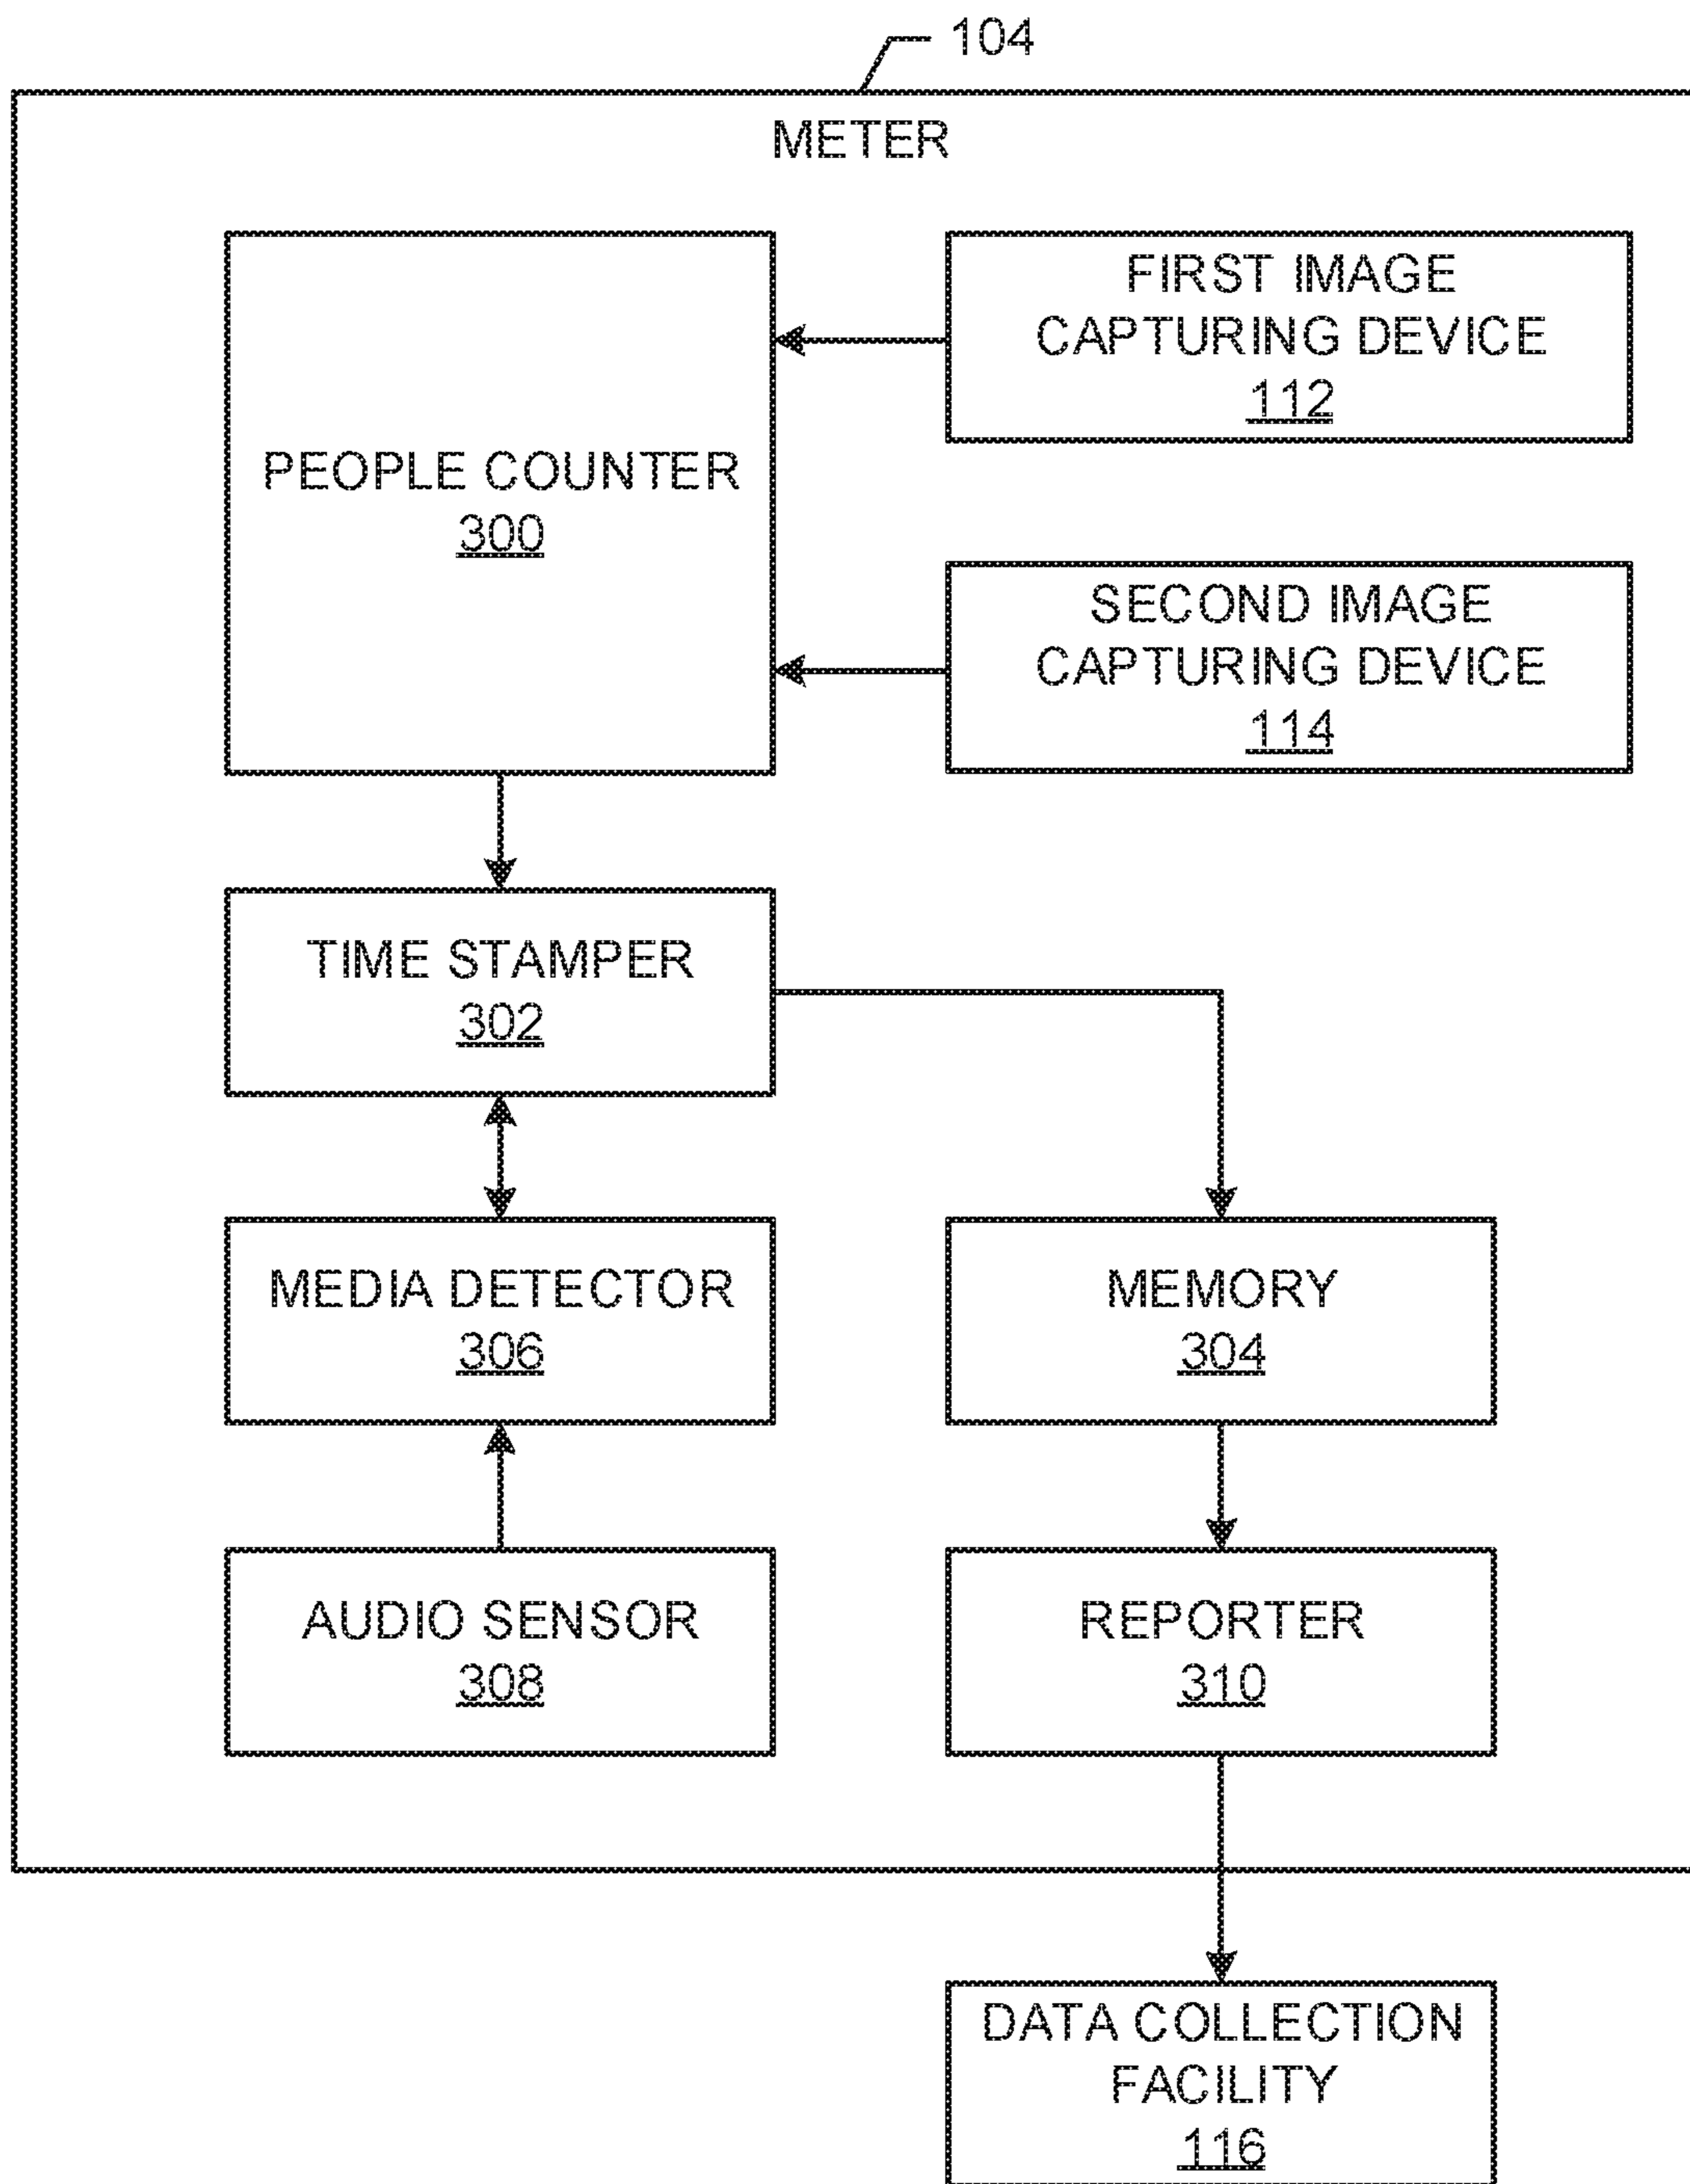 104
METER
PEOPLE COUNTER
300
FIRST IMAGE
CAPTURING DEVICE
112
SECOND IMAGE
CAPTURING DEVICE
114
TIME STAMPER
302
MEDIA DETECTOR
306
MEMORY
304
AUDIO SENSOR
308
REPORTER
310
DATA COLLECTION
FACILITY
116